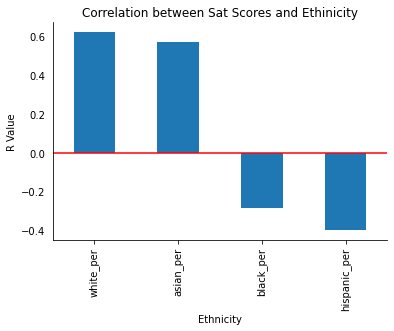 Correlation between Sat Scores and Ethinicity
0.6
0.4
0.2
0.0
−0.2
−0.4
R Value
white_per
asian_per
black_per
hispanic_per
Ethnicity